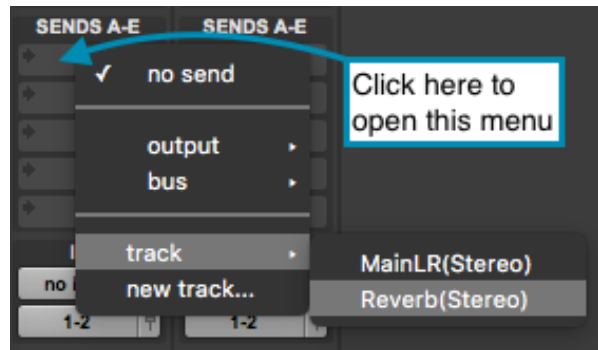 SENDS A-E SENDS A-E
✓ no send
Click here to
open this menu
output
bus
track
MainLR(Stereo)
new track...
Reverb(Stereo)
1-2 1-2